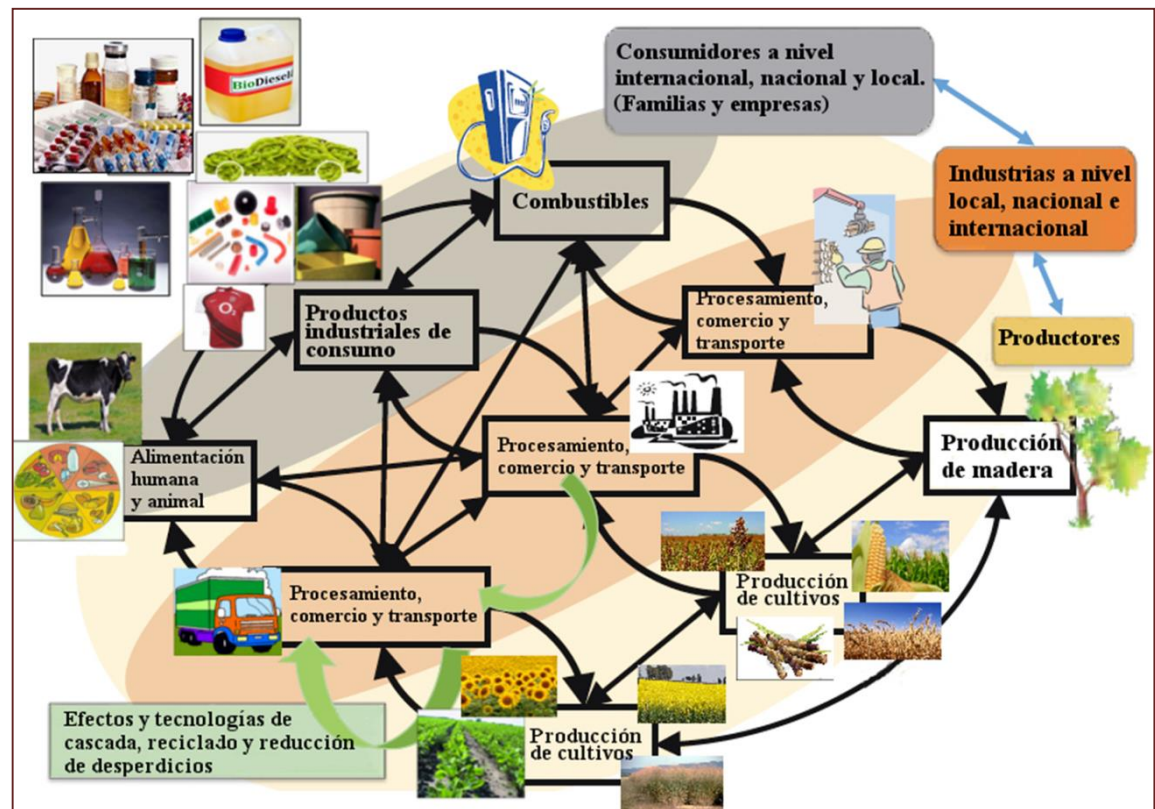 Consumidores a nivel
internacional, nacional y local.
(Familias y empresas)
BioDiesel
Industrias a nivel
local, nacional e
internacional
Combustibles
Productos
industriales de
consumo
Procesamiento,
comercio y
transporte
Productores
O2
Alimentación
humana
y animal
Procesamiento,
comercio y transporte
Producción
de madera
Procesamiento,
comercio y transporte
Producción
de cultivos
Efectos y tecnologías de
cascada, reciclado y reducción
de desperdicios
Producción
de cultivos